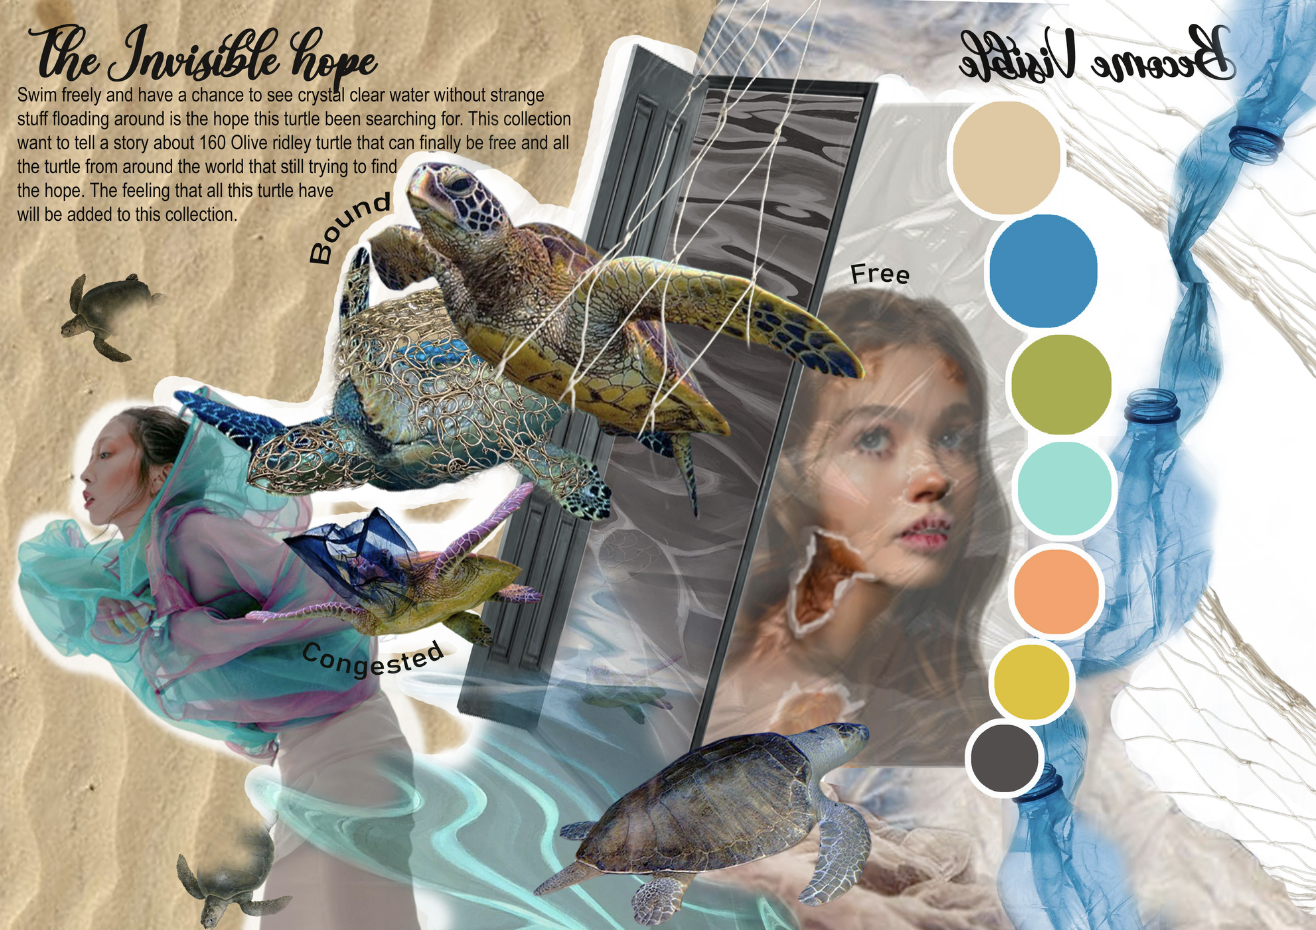 The Invisible hope
Swim freely and have a chance to see crystal clear water without strange
stuff floading around is the hope this turtle been searching for. This collection
want to tell a story about 160 Olive ridley turtle that can finally be free and all
the turtle from around the world that still trying to find
the hope. The feeling that all this turtle have
will be added to this collection.
Become Visible
Bound
Free
Congested